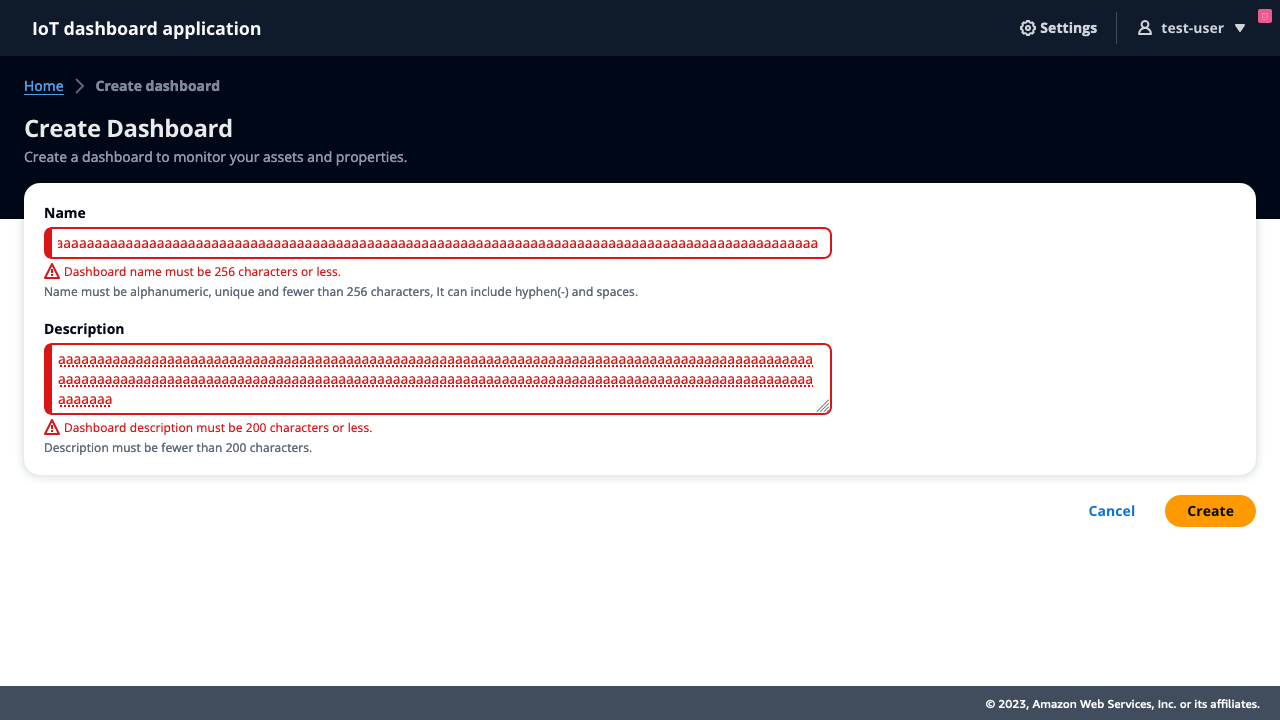 IoT dashboard application
Settings
test-user
Home
Create dashboard
Create Dashboard
Create a dashboard to monitor your assets and properties.
Name
Dashboard name must be 256 characters or less.
Name must be alphanumeric, unique and fewer than 256 characters, It can include hyphen(-) and spaces.
Description
aaaaaaa
Dashboard description must be 200 characters or less.
Description must be fewer than 200 characters.
Cancel
Create
© 2023, Amazon Web Services, Inc. or its affiliates.